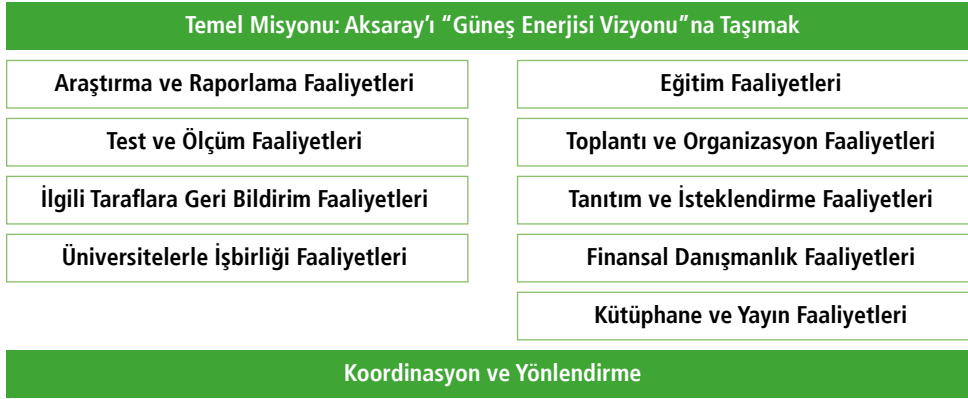 Temel Misyonu: Aksaray’ı “Güneş Enerjisi Vizyonu”na Taşımak
Araştırma ve Raporlama Faaliyetleri
Eğitim Faaliyetleri
Test ve Ölçüm Faaliyetleri
Toplantı ve Organizasyon Faaliyetleri
İlgili Taraflara Geri Bildirim Faaliyetleri
Tanıtım ve İsteklendirme Faaliyetleri
Üniversitelerle İşbirliği Faaliyetleri
Finansal Danışmanlık Faaliyetleri
Kütüphane ve Yayın Faaliyetleri
Koordinasyon ve Yönlendirme